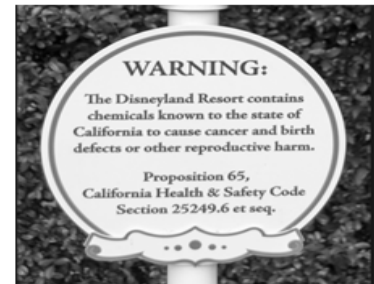 WARNING:
The Disneyland Resort contains
chemicals known to the state of
California to cause cancer and birth
defects or other reproductive harm.
Proposition 65,
California Health & Safety Code
Section 25249.6 et seq.